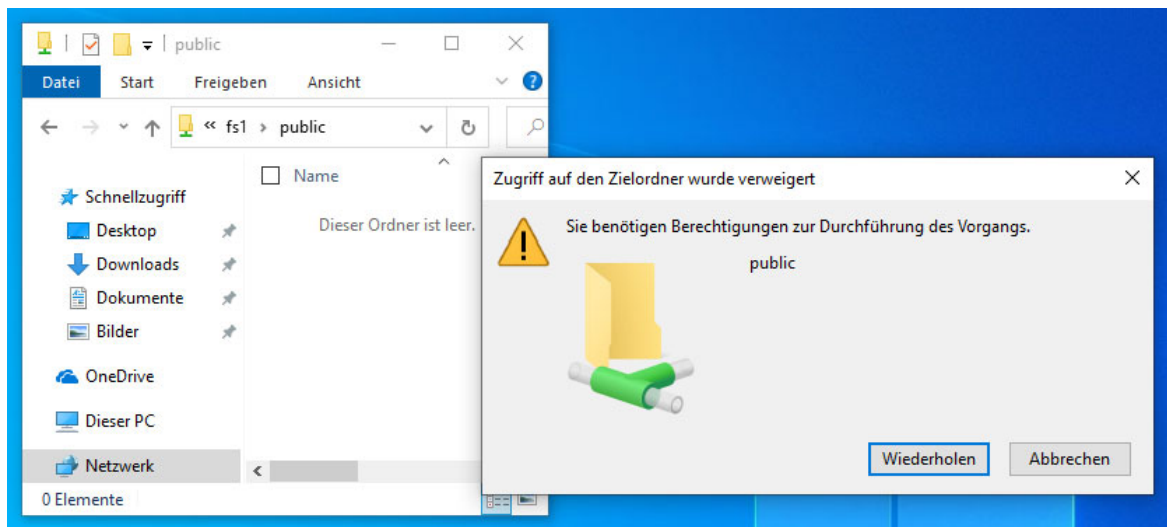 public
Datei Start Freigeben Ansicht
« fs1 > public
Name
Schnellzugriff
Dieser Ordner ist leer.
Desktop
Downloads
Dokumente
Bilder
OneDrive
Dieser PC
Netzwerk
0 Elemente
Zugriff auf den Zielordner wurde verweigert
Sie benötigen Berechtigungen zur Durchführung des Vorgangs.
public
Wiederholen Abbrechen